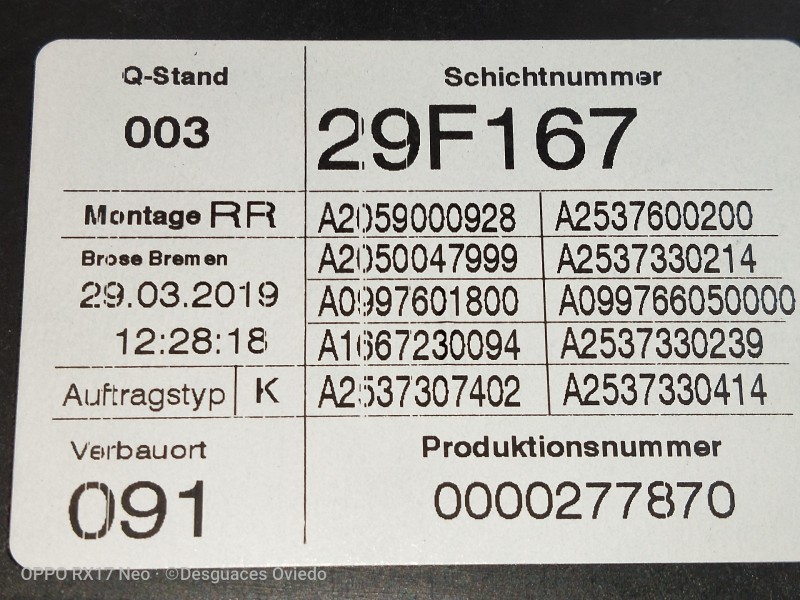 Q-Stand
003
Schichtnummer
29F167
Montage RR
A2059000928 A2537600200
Brose Bremen
A2050047999 A2537330214
29.03.2019
A0997601800 A099766050000
12:28:18
A1667230094 A2537330239
Auftragstyp K
A2537307402 A2537330414
Verbauort
091
Produktionsnummer
0000277870
OPPO RX17 Neo · ©Desguaces Oviedo